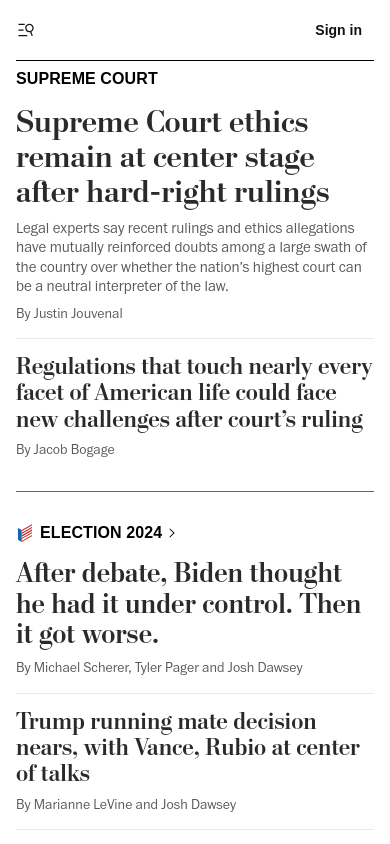 Sign in
SUPREME COURT
Supreme Court ethics
remain at center stage
after hard-right rulings
Legal experts say recent rulings and ethics allegations
have mutually reinforced doubts among a large swath of
the country over whether the nation's highest court can
be a neutral interpreter of the law.
By Justin Jouvenal
Regulations that touch nearly every
facet of American life could face
new challenges after court’s ruling
By Jacob Bogage
ELECTION 2024
After debate, Biden thought
he had it under control. Then
it got worse.
By Michael Scherer, Tyler Pager and Josh Dawsey
Trump running mate decision
nears, with Vance, Rubio at center
of talks
By Marianne LeVine and Josh Dawsey